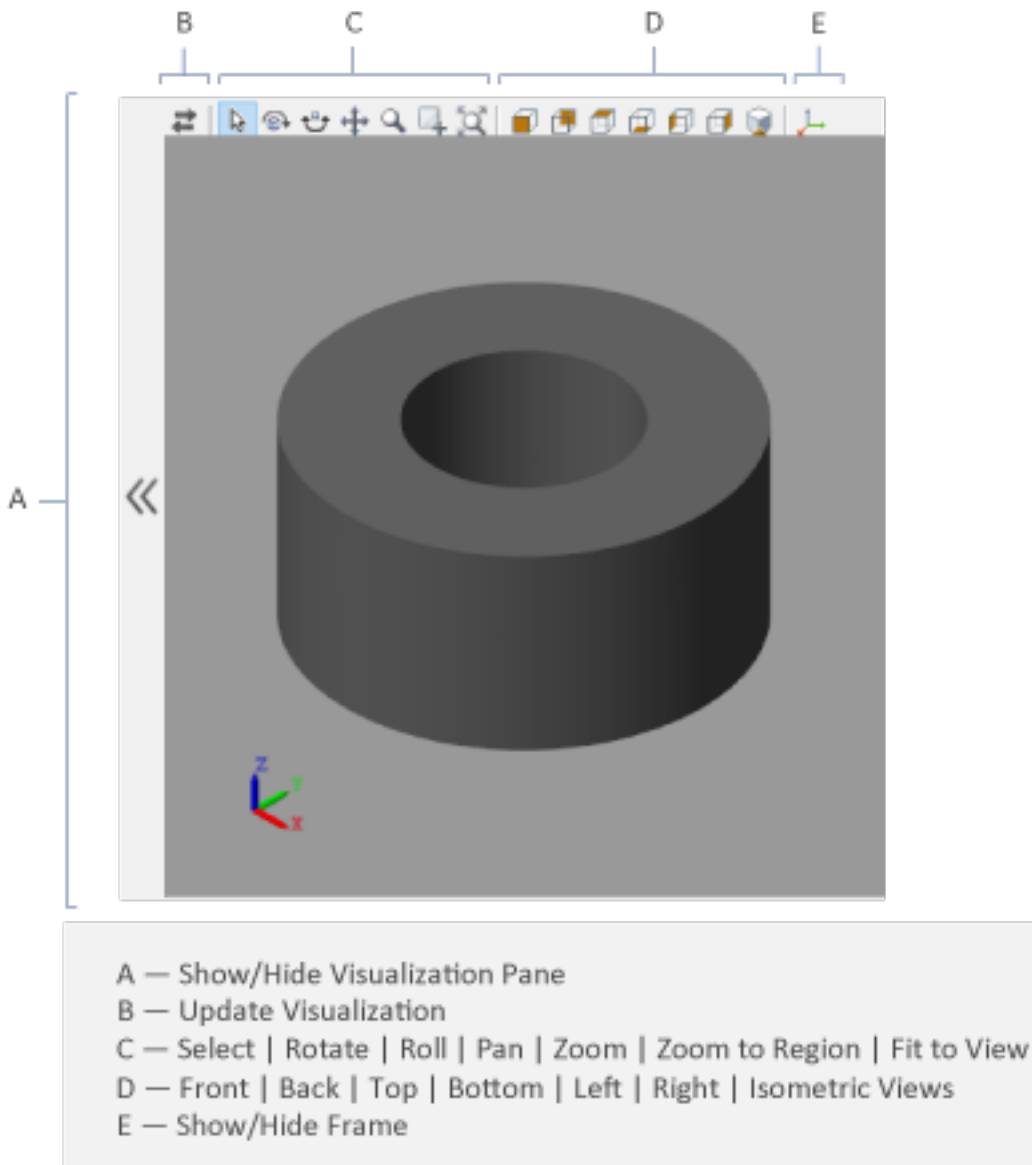 B C D E
A
Z
Y
X
A — Show/Hide Visualization Pane
B — Update Visualization
C — Select | Rotate | Roll | Pan | Zoom | Zoom to Region | Fit to View
D — Front | Back | Top | Bottom | Left | Right | Isometric Views
E — Show/Hide Frame